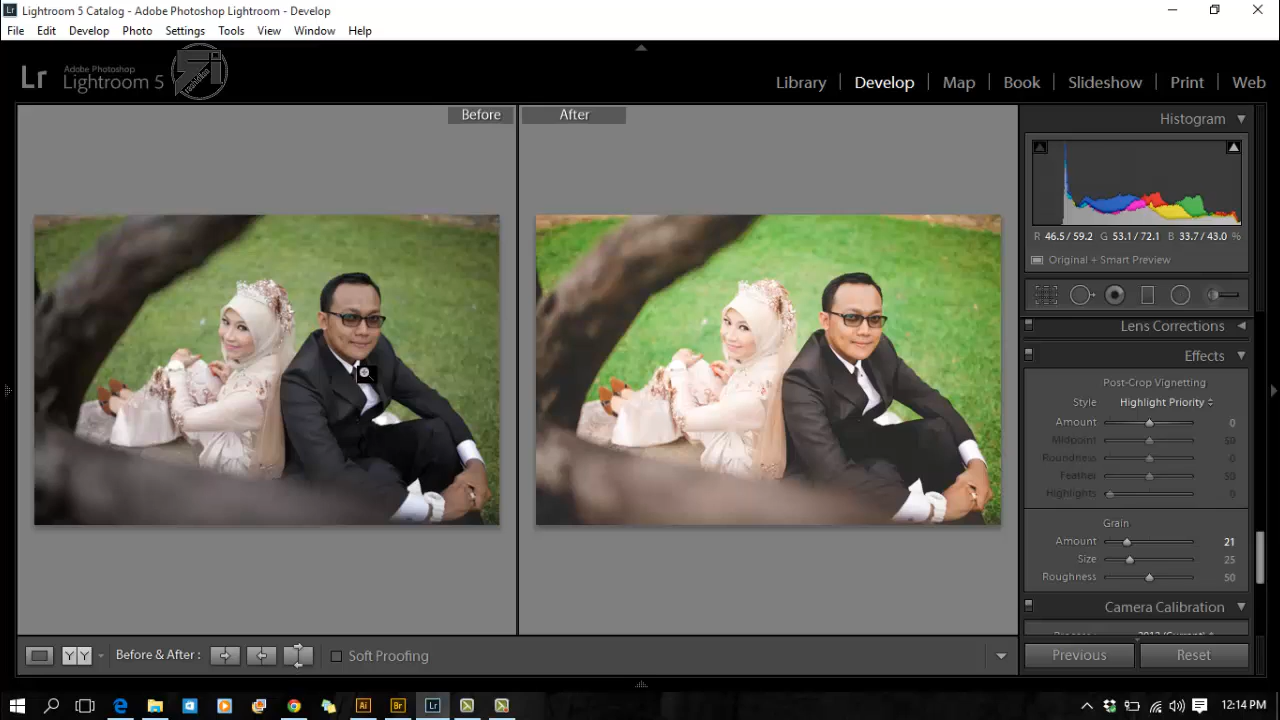 Lightroom 5 Catalog - Adobe Photoshop Lightroom - Develop
File Edit Develop Photo Settings Tools View Window Help
Lr Adobe Photoshop Lightroom 5
Library Develop Map Book Slideshow Print Web
Before
After
Histogram
R 46.5 / 59.2 G 53.1 / 72.1 B 33.7 / 43.0 %
Original + Smart Preview
Lens Corrections
Effects
Post-Crop Vignetting
Style Highlight Priority
Amount 0
Midpoint 50
Roundness 0
Feather 50
Highlights 0
Grain
Amount 21
Size 25
Roughness 50
Camera Calibration
YY Before & After : Soft Proofing
Previous Reset
Ai Br Lr
12:14 PM